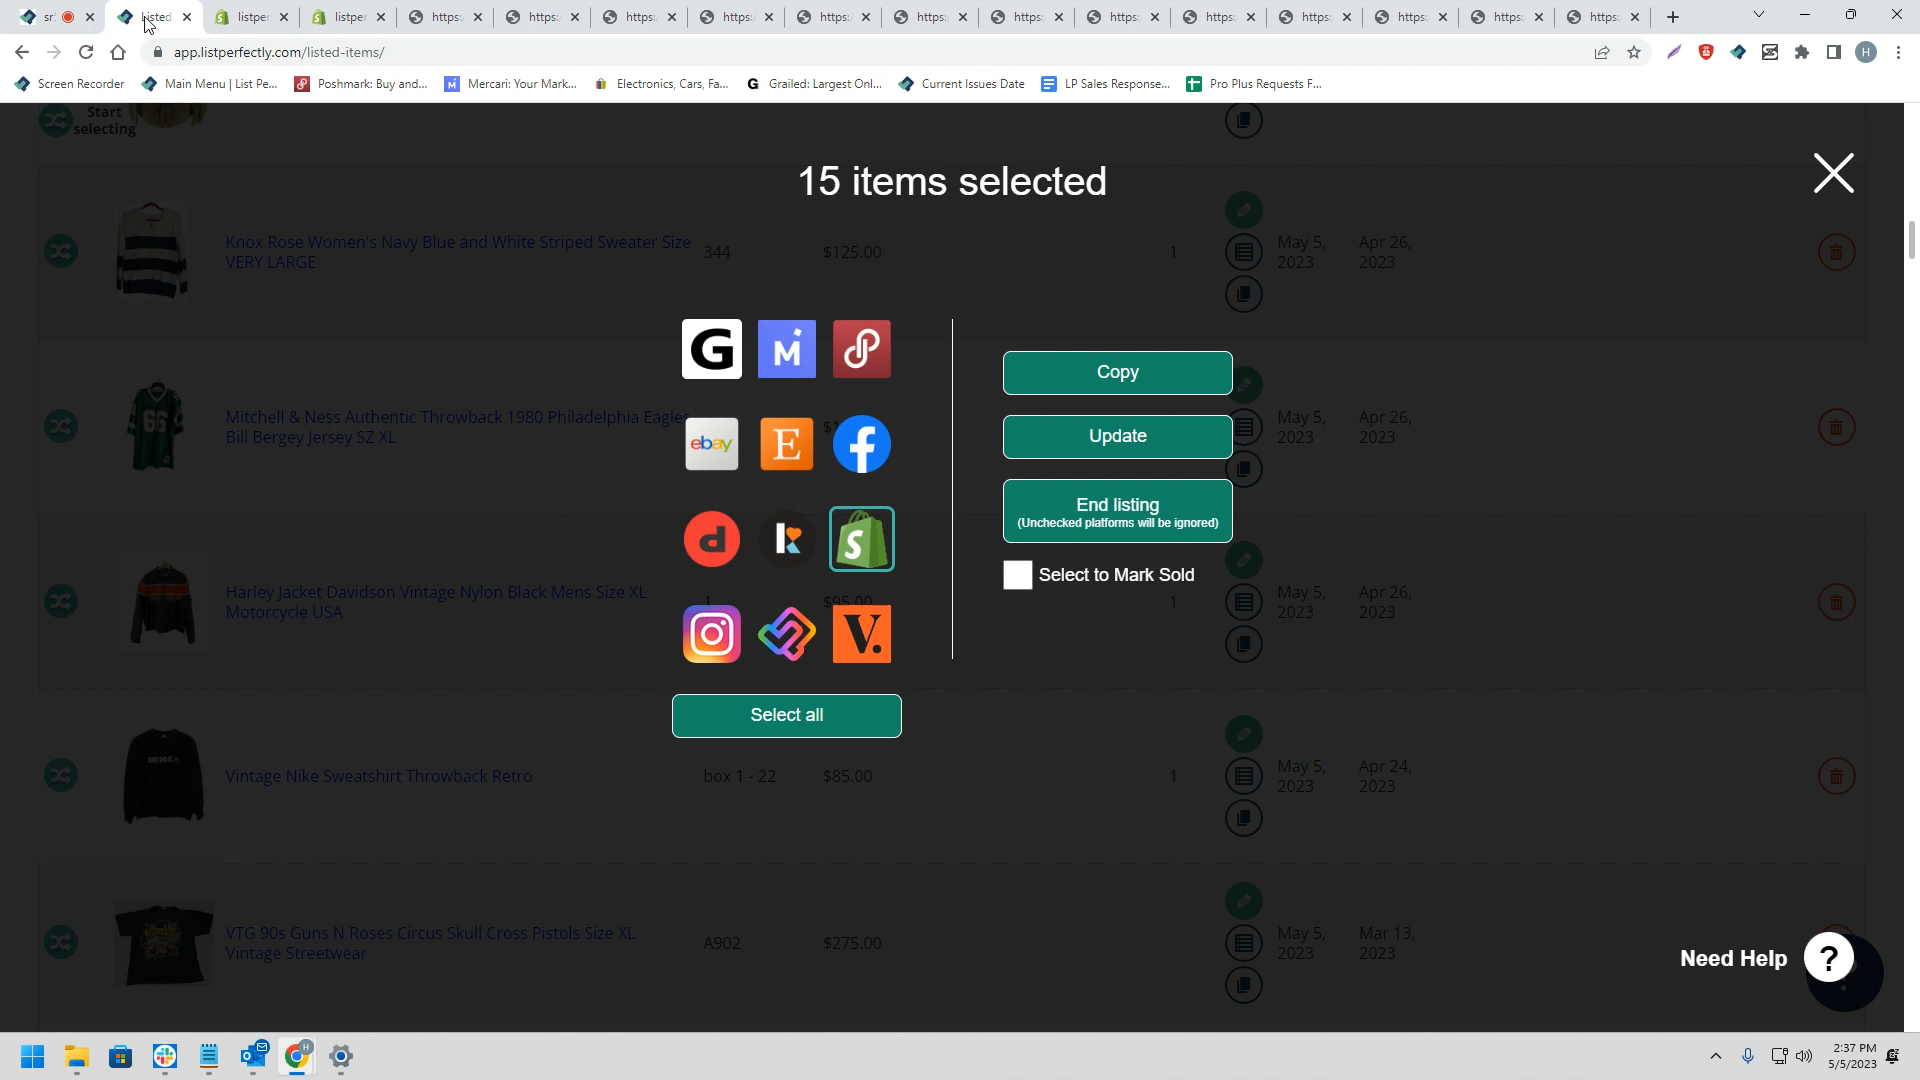 sr
Listed
listper
listper
https:/
https:/
https:/
https:/
https:/
https:/
https:/
https:/
https:/
https:/
https:/
https:/
https:/
app.listperfectly.com/listed-items/
Screen Recorder
Main Menu | List Pe...
Poshmark: Buy and...
Mercari: Your Mark...
Electronics, Cars, Fa...
Grailed: Largest Onl...
Current Issues Date
LP Sales Response...
Pro Plus Requests F...
Start
selecting
15 items selected
Knox Rose Women's Navy Blue and White Striped Sweater Size
VERY LARGE
344
$125.00
1
May 5,
2023
Apr 26,
2023
Copy
Mitchell & Ness Authentic Throwback 1980 Philadelphia Eagles
Bill Bergey Jersey SZ XL
ebay
Update
May 5,
2023
Apr 26,
2023
End listing
(Unchecked platforms will be ignored)
Select to Mark Sold
Harley Jacket Davidson Vintage Nylon Black Mens Size XL
Motorcycle USA
1
$95.00
1
May 5,
2023
Apr 26,
2023
Select all
Vintage Nike Sweatshirt Throwback Retro
box 1 - 22
$85.00
1
May 5,
2023
Apr 24,
2023
VTG 90s Guns N Roses Circus Skull Cross Pistols Size XL
Vintage Streetwear
A902
$275.00
May 5,
2023
Mar 13,
2023
Need Help
?
2:37 PM
5/5/2023